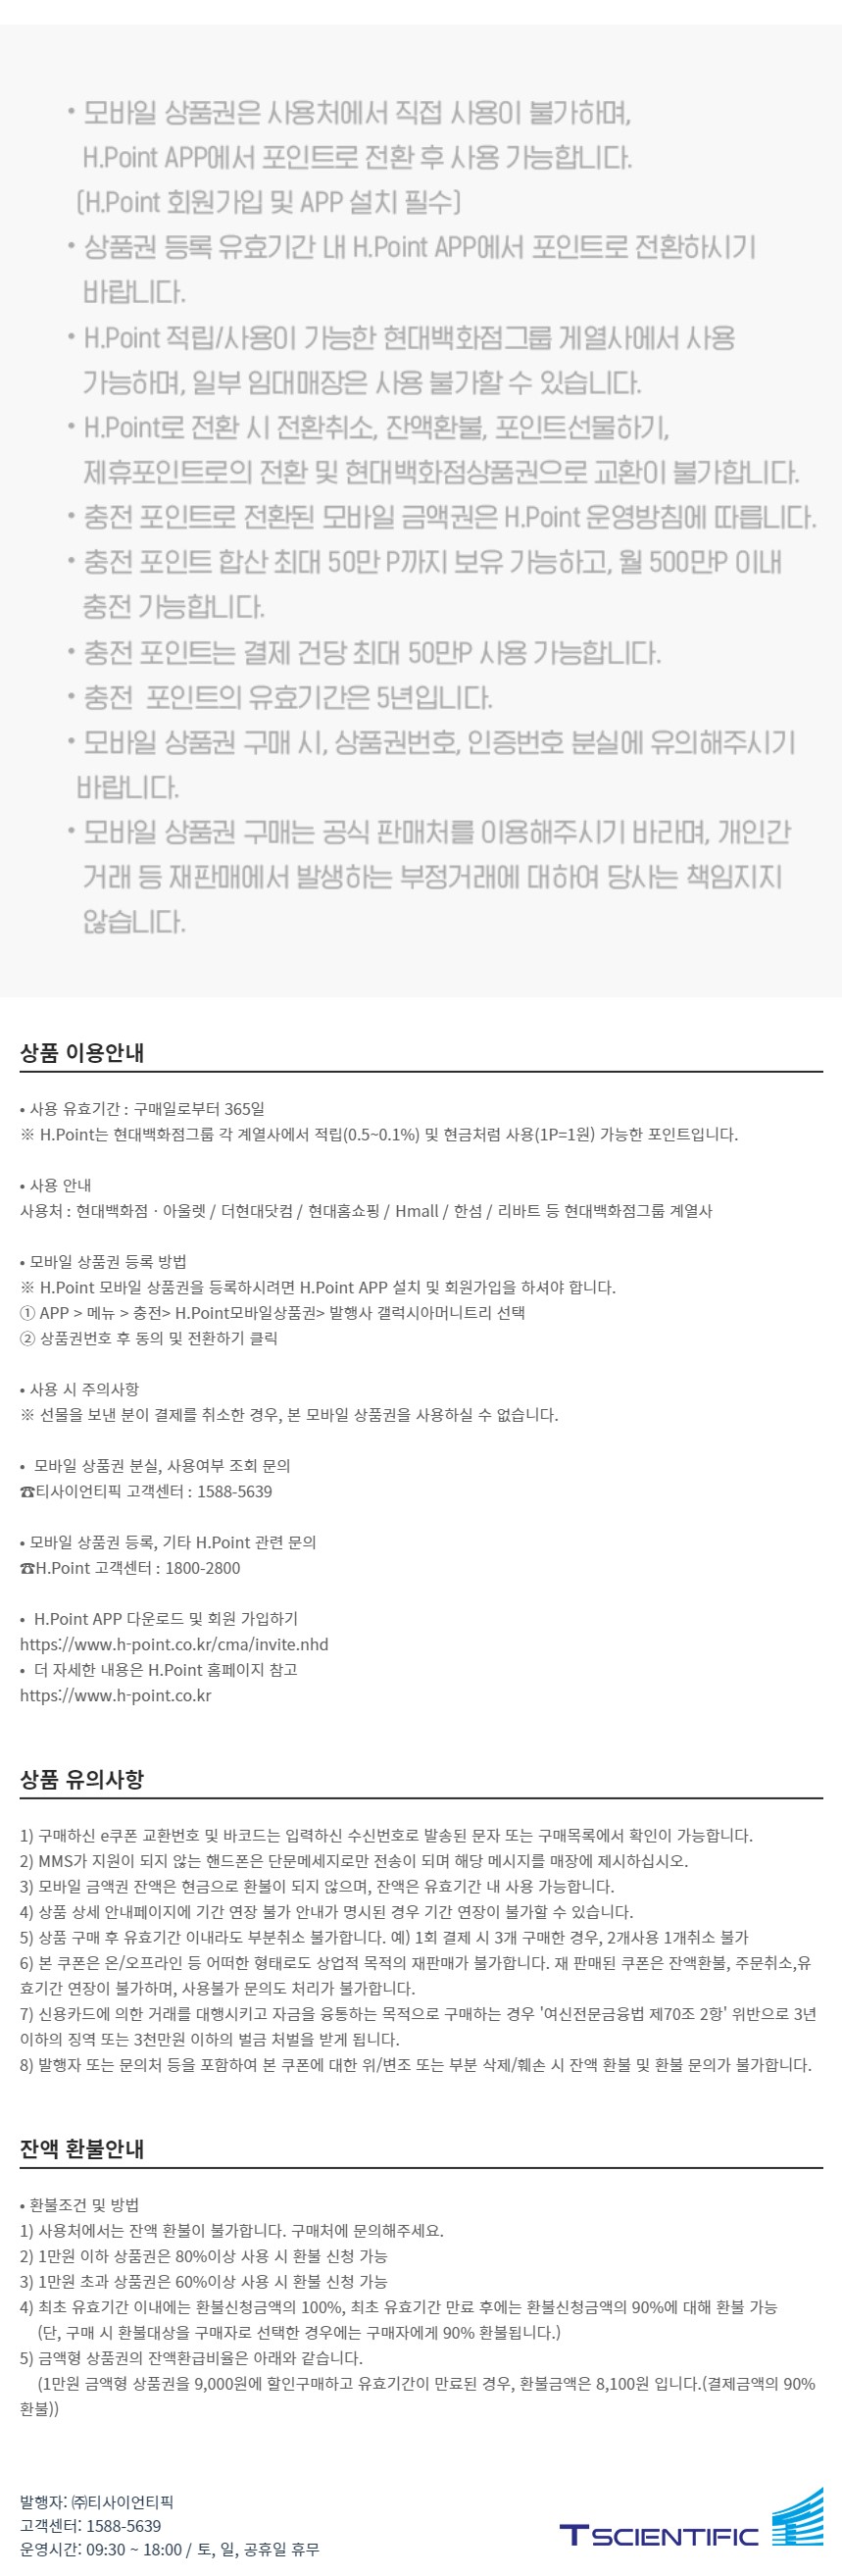 • 모바일 상품권은 사용처에서 직접 사용이 불가하며,
H.Point APP에서 포인트로 전환 후 사용 가능합니다.
(H.Point 회원가입 및 APP 설치 필수)
• 상품권 등록 유효기간 내 H.Point APP에서 포인트로 전환하시기
바랍니다.
• H.Point 적립/사용이 가능한 현대백화점그룹 계열사에서 사용
가능하며, 일부 임대매장은 사용 불가할 수 있습니다.
• H.Point로 전환 시 전환취소, 잔액환불, 포인트선물하기,
제휴포인트로의 전환 및 현대백화점상품권으로 교환이 불가합니다.
• 충전 포인트로 전환된 모바일 금액권은 H.Point 운영방침에 따릅니다.
• 충전 포인트 합산 최대 50만 P까지 보유 가능하고, 월 500만P 이내
충전 가능합니다.
• 충전 포인트는 결제 건당 최대 50만P 사용 가능합니다.
• 충전 포인트의 유효기간은 5년입니다.
• 모바일 상품권 구매 시, 상품권번호, 인증번호 분실에 유의해주시기
바랍니다.
• 모바일 상품권 구매는 공식 판매처를 이용해주시기 바라며, 개인간
거래 등 재판매에서 발생하는 부정거래에 대하여 당사는 책임지지
않습니다.
상품 이용안내
• 사용 유효기간 : 구매일로부터 365일
※ H.Point는 현대백화점그룹 각 계열사에서 적립(0.5~0.1%) 및 현금처럼 사용(1P=1원) 가능한 포인트입니다.
• 사용 안내
사용처 : 현대백화점 · 아울렛 / 더현대닷컴 / 현대홈쇼핑 / Hmall / 한섬 / 리바트 등 현대백화점그룹 계열사
• 모바일 상품권 등록 방법
※ H.Point 모바일 상품권을 등록하시려면 H.Point APP 설치 및 회원가입을 하셔야 합니다.
① APP > 메뉴 > 충전> H.Point모바일상품권> 발행사 갤럭시아머니트리 선택
② 상품권번호 후 동의 및 전환하기 클릭
• 사용 시 주의사항
※ 선물을 보낸 분이 결제를 취소한 경우, 본 모바일 상품권을 사용하실 수 없습니다.
• 모바일 상품권 분실, 사용여부 조회 문의
☎티사이언티픽 고객센터 : 1588-5639
• 모바일 상품권 등록, 기타 H.Point 관련 문의
☎H.Point 고객센터 : 1800-2800
• H.Point APP 다운로드 및 회원 가입하기
https://www.h-point.co.kr/cma/invite.nhd
• 더 자세한 내용은 H.Point 홈페이지 참고
https://www.h-point.co.kr
상품 유의사항
1) 구매하신 e쿠폰 교환번호 및 바코드는 입력하신 수신번호로 발송된 문자 또는 구매목록에서 확인이 가능합니다.
2) MMS가 지원이 되지 않는 핸드폰은 단문메세지로만 전송이 되며 해당 메시지를 매장에 제시하십시오.
3) 모바일 금액권 잔액은 현금으로 환불이 되지 않으며, 잔액은 유효기간 내 사용 가능합니다.
4) 상품 상세 안내페이지에 기간 연장 불가 안내가 명시된 경우 기간 연장이 불가할 수 있습니다.
5) 상품 구매 후 유효기간 이내라도 부분취소 불가합니다. 예) 1회 결제 시 3개 구매한 경우, 2개사용 1개취소 불가
6) 본 쿠폰은 온/오프라인 등 어떠한 형태로도 상업적 목적의 재판매가 불가합니다. 재 판매된 쿠폰은 잔액환불, 주문취소,유
효기간 연장이 불가하며, 사용불가 문의도 처리가 불가합니다.
7) 신용카드에 의한 거래를 대행시키고 자금을 융통하는 목적으로 구매하는 경우 '여신전문금융법 제70조 2항' 위반으로 3년
이하의 징역 또는 3천만원 이하의 벌금 처벌을 받게 됩니다.
8) 발행자 또는 문의처 등을 포함하여 본 쿠폰에 대한 위/변조 또는 부분 삭제/훼손 시 잔액 환불 및 환불 문의가 불가합니다.
잔액 환불안내
• 환불조건 및 방법
1) 사용처에서는 잔액 환불이 불가합니다. 구매처에 문의해주세요.
2) 1만원 이하 상품권은 80%이상 사용 시 환불 신청 가능
3) 1만원 초과 상품권은 60%이상 사용 시 환불 신청 가능
4) 최초 유효기간 이내에는 환불신청금액의 100%, 최초 유효기간 만료 후에는 환불신청금액의 90%에 대해 환불 가능
(단, 구매 시 환불대상을 구매자로 선택한 경우에는 구매자에게 90% 환불됩니다.)
5) 금액형 상품권의 잔액환급비율은 아래와 같습니다.
(1만원 금액형 상품권을 9,000원에 할인구매하고 유효기간이 만료된 경우, 환불금액은 8,100원 입니다.(결제금액의 90%
환불))
발행자: ㈜티사이언티픽
고객센터: 1588-5639
운영시간: 09:30 ~ 18:00 / 토, 일, 공휴일 휴무
T SCIENTIFIC